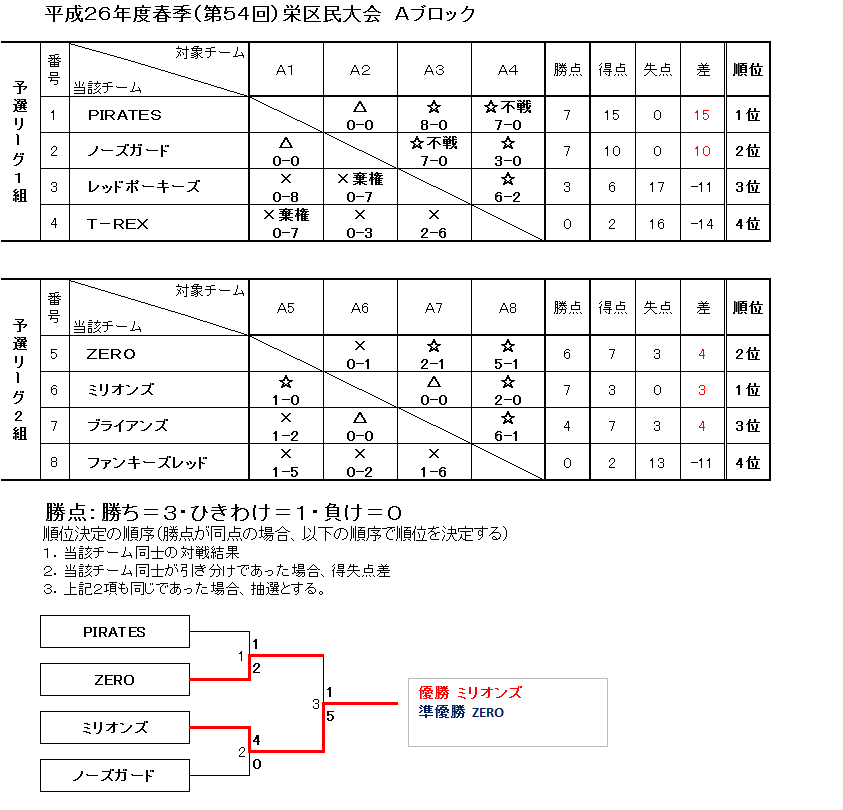 平成２６年度春季（第５４回）栄区民大会　Ａブロック
予選リーグ1組
番号 対象チーム 当該チーム A1 A2 A3 A4 勝点 得点 失点 差 順位
1 PIRATES △ 0-0 ☆ 8-0 ☆不戦 7-0 7 15 0 15 1位
2 ノーズガード △ 0-0 ☆不戦 7-0 ☆ 3-0 7 10 0 10 2位
3 レッドポーキーズ × 0-8 ×棄権 0-7 ☆ 6-2 3 6 17 -11 3位
4 T－REX ×棄権 0-7 × 0-3 × 2-6 0 2 16 -14 4位
予選リーグ2組
番号 対象チーム 当該チーム A5 A6 A7 A8 勝点 得点 失点 差 順位
5 ZERO × 0-1 ☆ 2-1 ☆ 5-1 6 7 3 4 2位
6 ミリオンズ ☆ 1-0 △ 0-0 ☆ 2-0 7 3 0 3 1位
7 ブライアンズ × 1-2 △ 0-0 ☆ 6-1 4 7 3 4 3位
8 ファンキーズレッド × 1-5 × 0-2 × 1-6 0 2 13 -11 4位
勝点：勝ち＝３・ひきわけ＝１・負け＝０
順位決定の順序（勝点が同点の場合、以下の順序で順位を決定する）
１．当該チーム同士の対戦結果
２．当該チーム同士が引き分けであった場合、得失点差
３．上記２項も同じであった場合、抽選とする。
PIRATES
1
1
2
ZERO
1
3
5
優勝 ミリオンズ
準優勝 ZERO
ミリオンズ
4
2
0
ノーズガード